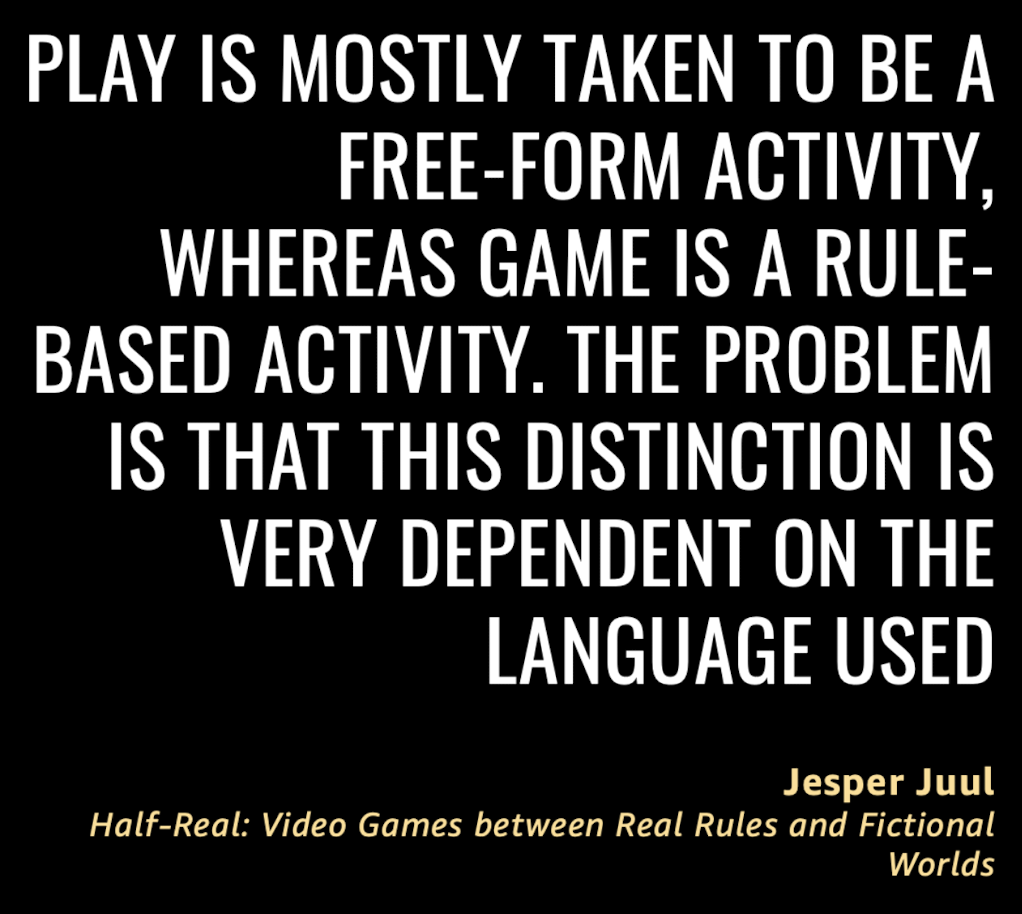 PLAY IS MOSTLY TAKEN TO BE A
FREE-FORM ACTIVITY,
WHEREAS GAME IS A RULE-
BASED ACTIVITY. THE PROBLEM
IS THAT THIS DISTINCTION IS
VERY DEPENDENT ON THE
LANGUAGE USED
Jesper Juul
Half-Real: Video Games between Real Rules and Fictional
Worlds